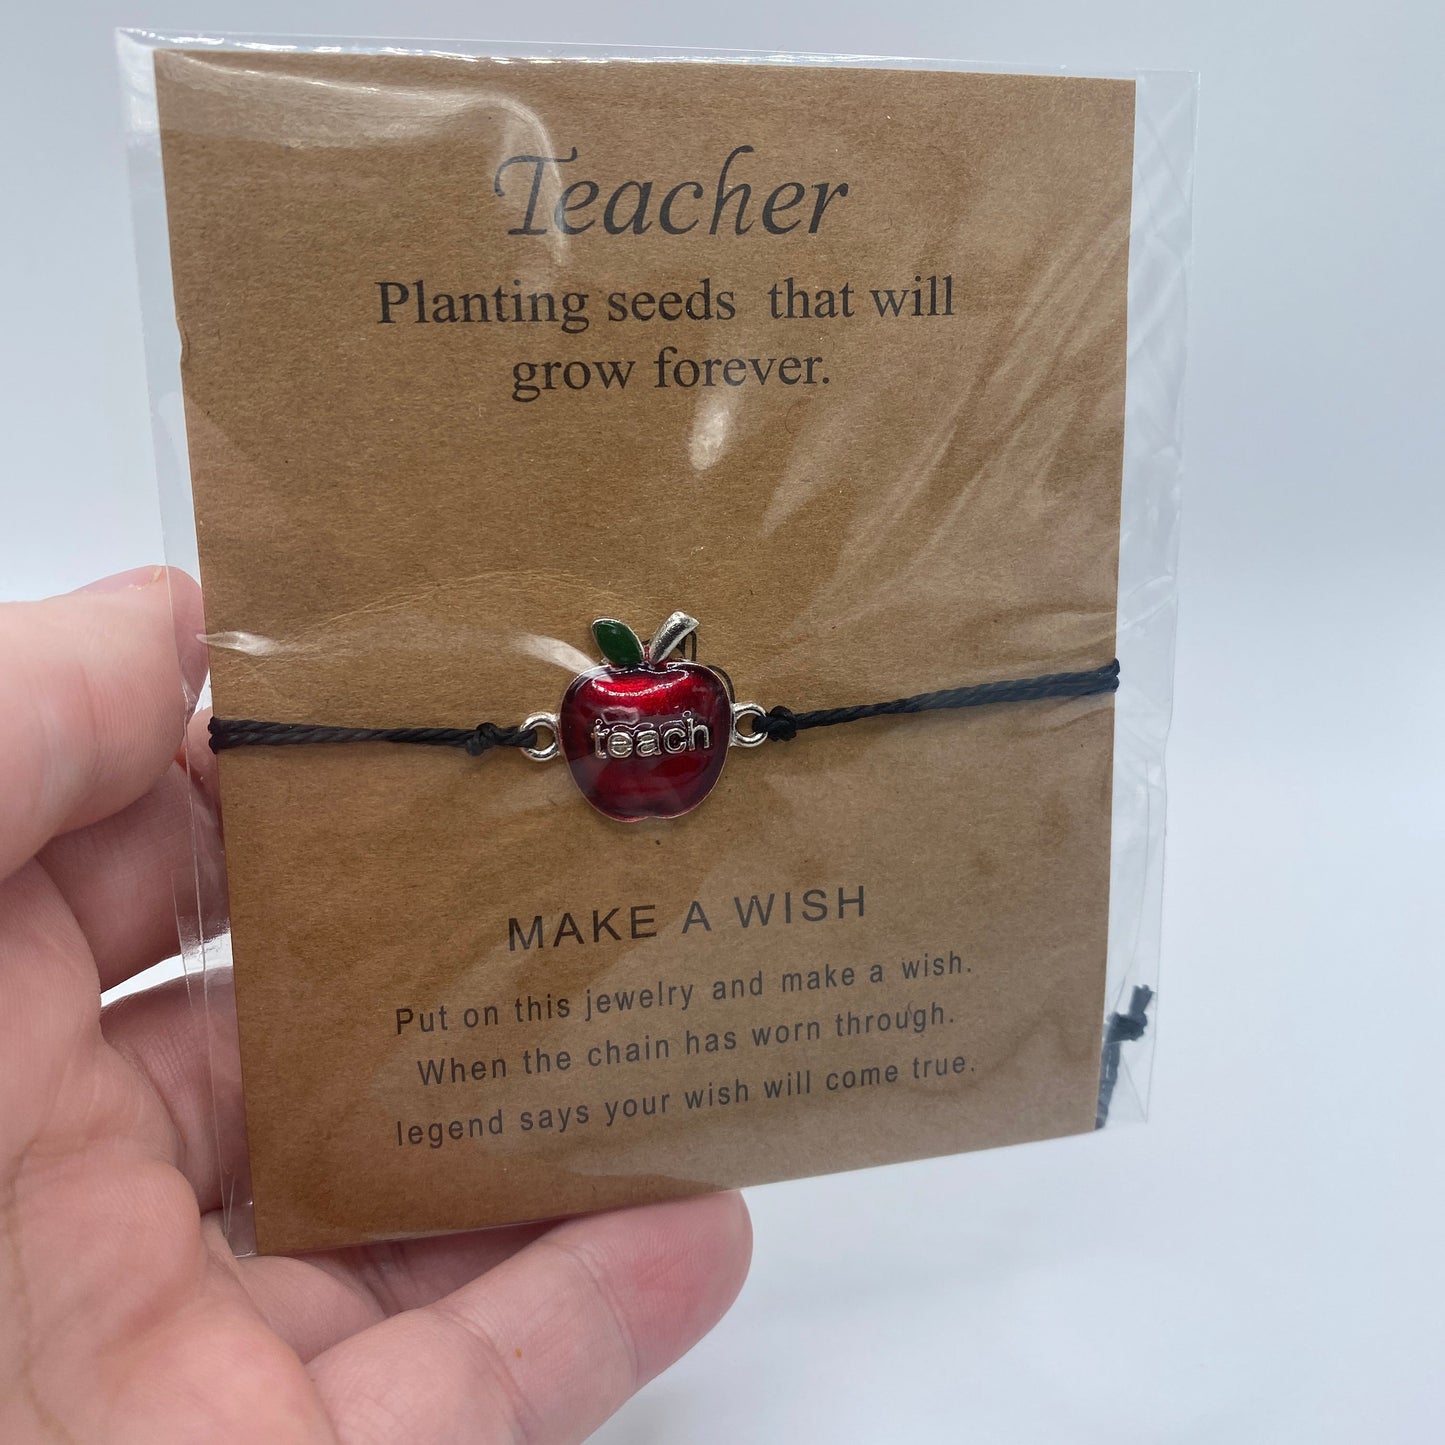 Teacher
Planting seeds that will
grow forever.
teach
MAKE A WISH
Put on this jewelry and make a wish.
When the chain has worn through.
legend says your wish will come true.